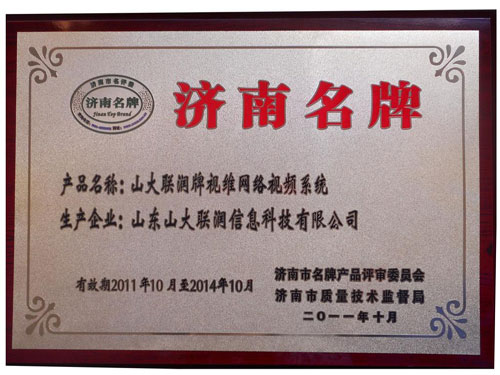 济南市名评委
济南名牌
Jinan Top Brand
济南名牌
产品名称：山大联润牌视维网络视频系统
生产企业：山东山大联润信息科技有限公司
有效期2011年10月至2014年10月
济南市名牌产品评审委员会
济南市质量技术监督局
二〇一一年十月